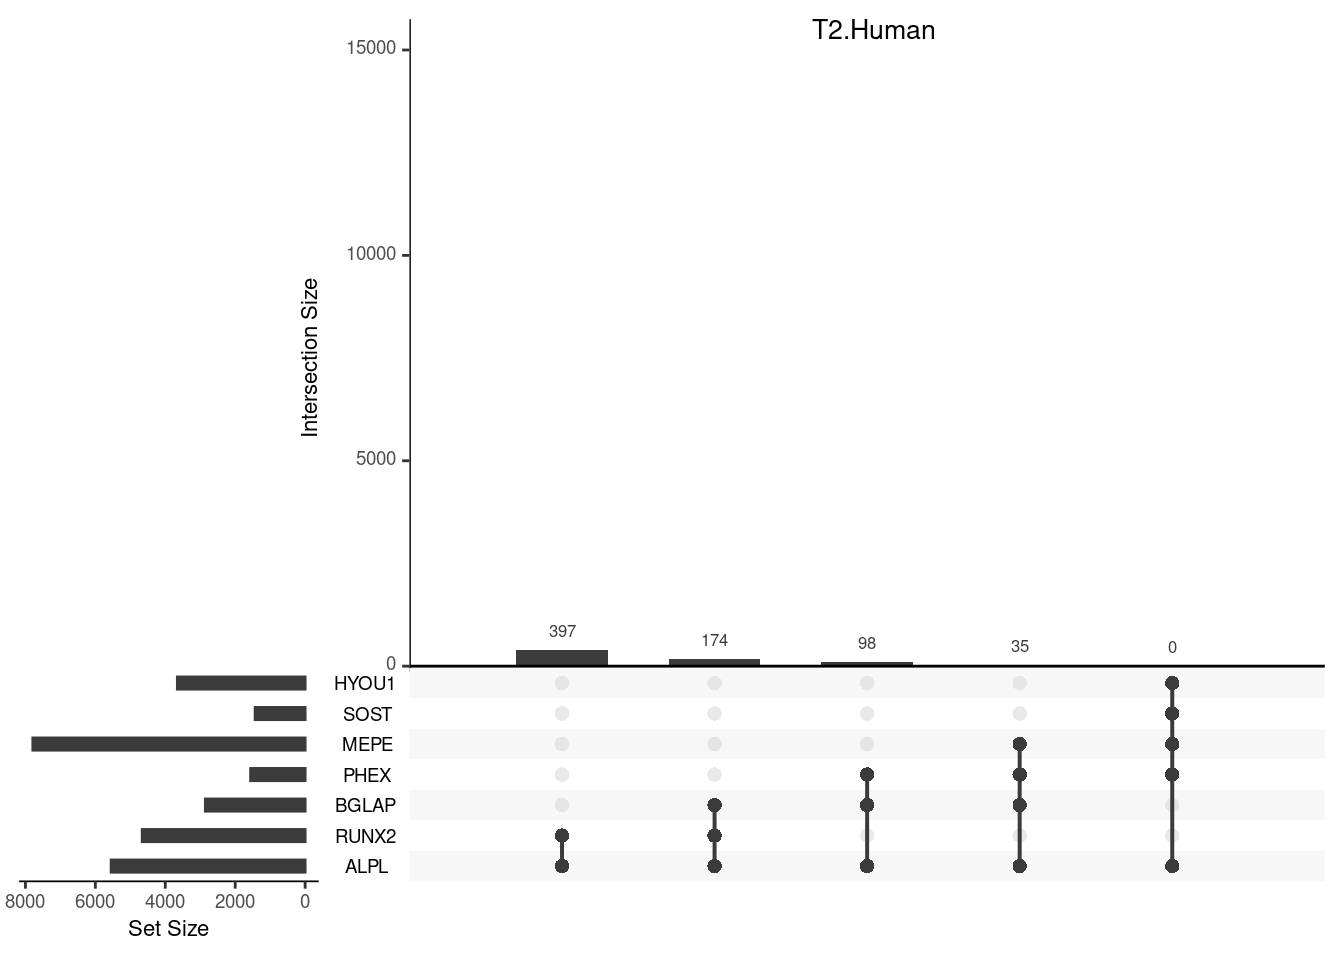 T2.Human
15000
10000
5000
0
Intersection Size
397
174
98
35
0
HYOU1
SOST
MEPE
PHEX
BGLAP
RUNX2
ALPL
8000 6000 4000 2000 0
Set Size